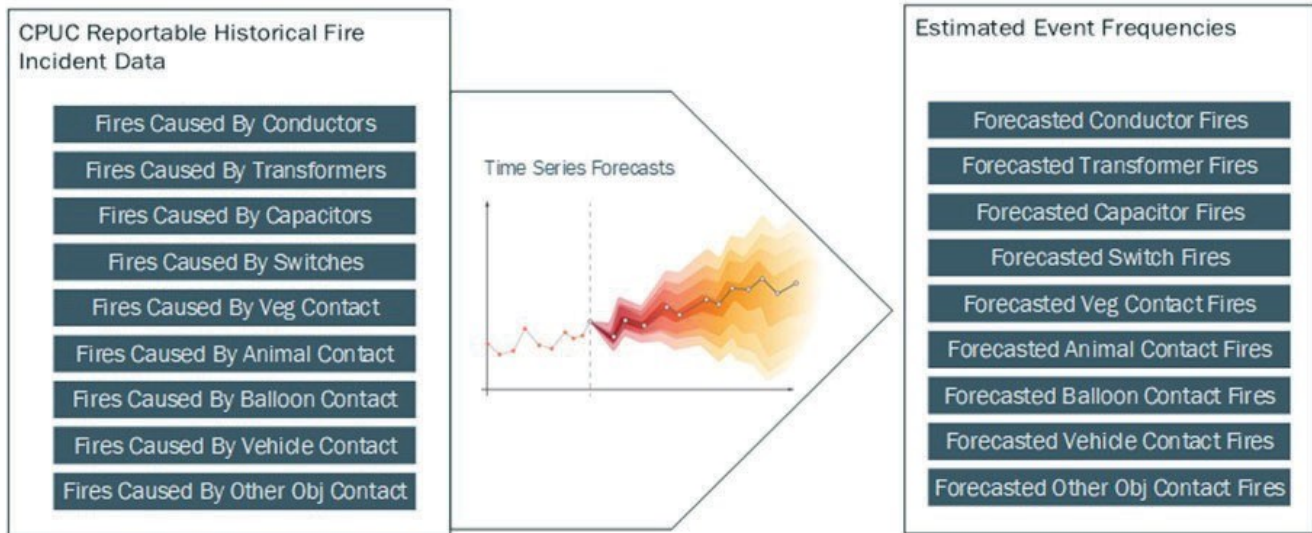 CPUC Reportable Historical Fire
Incident Data
Fires Caused By Conductors
Fires Caused By Transformers
Fires Caused By Capacitors
Fires Caused By Switches
Fires Caused By Veg Contact
Fires Caused By Animal Contact
Fires Caused By Balloon Contact
Fires Caused By Vehicle Contact
Fires Caused By Other Obj Contact
Time Series Forecasts
Estimated Event Frequencies
Forecasted Conductor Fires
Forecasted Transformer Fires
Forecasted Capacitor Fires
Forecasted Switch Fires
Forecasted Veg Contact Fires
Forecasted Animal Contact Fires
Forecasted Balloon Contact Fires
Forecasted Vehicle Contact Fires
Forecasted Other Obj Contact Fires